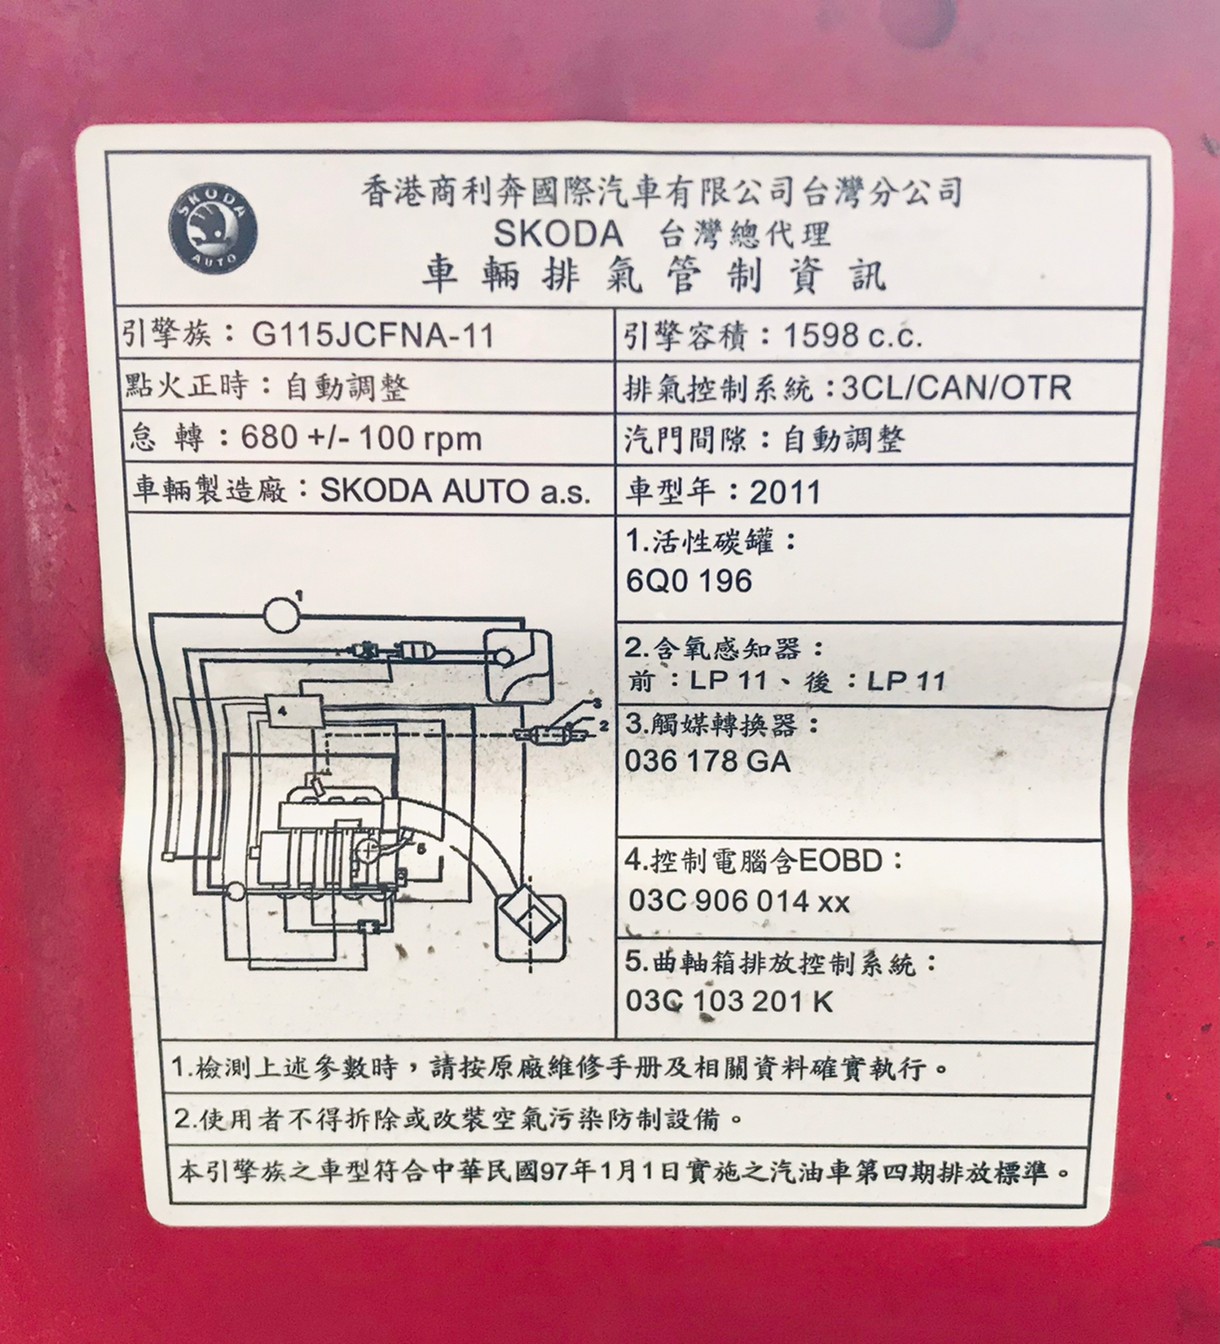 SKODA
AUTO
香港商利奔國際汽車有限公司台灣分公司
SKODA 台灣總代理
車輛排氣管制資訊
引擎族：G115JCFNA-11
引擎容積：1598 c.c.
點火正時：自動調整
排氣控制系統：3CL/CAN/OTR
怠 轉：680 +/- 100 rpm
汽門間隙：自動調整
車輛製造廠：SKODA AUTO a.s.
車型年：2011
1.活性碳罐：
6Q0 196
2.含氧感知器：
前：LP 11、後：LP 11
3.觸媒轉換器：
036 178 GA
4.控制電腦含EOBD：
03C 906 014 xx
5.曲軸箱排放控制系統：
03C 103 201 K
1
3
2
4
5
1.檢測上述參數時，請按原廠維修手册及相關資料確實執行。
2.使用者不得拆除或改裝空氣污染防制設備。
本引擎族之車型符合中華民國97年1月1日實施之汽油車第四期排放標準。